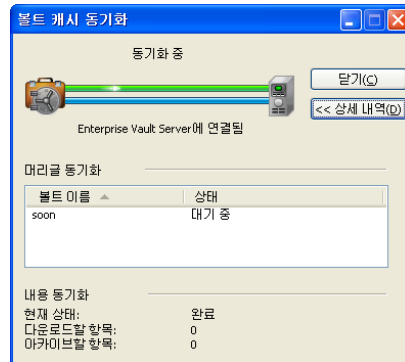 볼트 캐시 동기화
동기화 중
닫기(C)
<< 상세 내역(D)
Enterprise Vault Server에 연결됨
머리글 동기화
볼트 이름 상태
soon 대기 중
내용 동기화
현재 상태: 완료
다운로드할 항목: 0
아카이브할 항목: 0